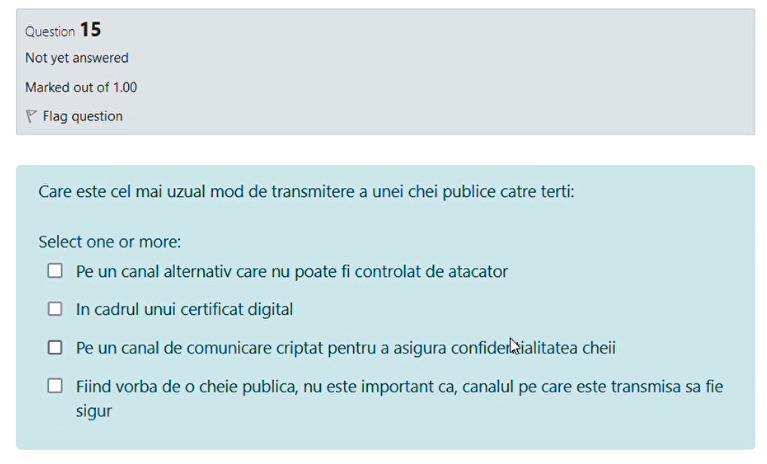 Question 15
Not yet answered
Marked out of 1.00
Flag question
Care este cel mai uzual mod de transmitere a unei chei publice catre terti:
Select one or more:
Pe un canal alternativ care nu poate fi controlat de atacator
In cadrul unui certificat digital
Pe un canal de comunicare criptat pentru a asigura confidentialitatea cheii
Fiind vorba de o cheie publica, nu este important ca, canalul pe care este transmisa sa fie
sigur